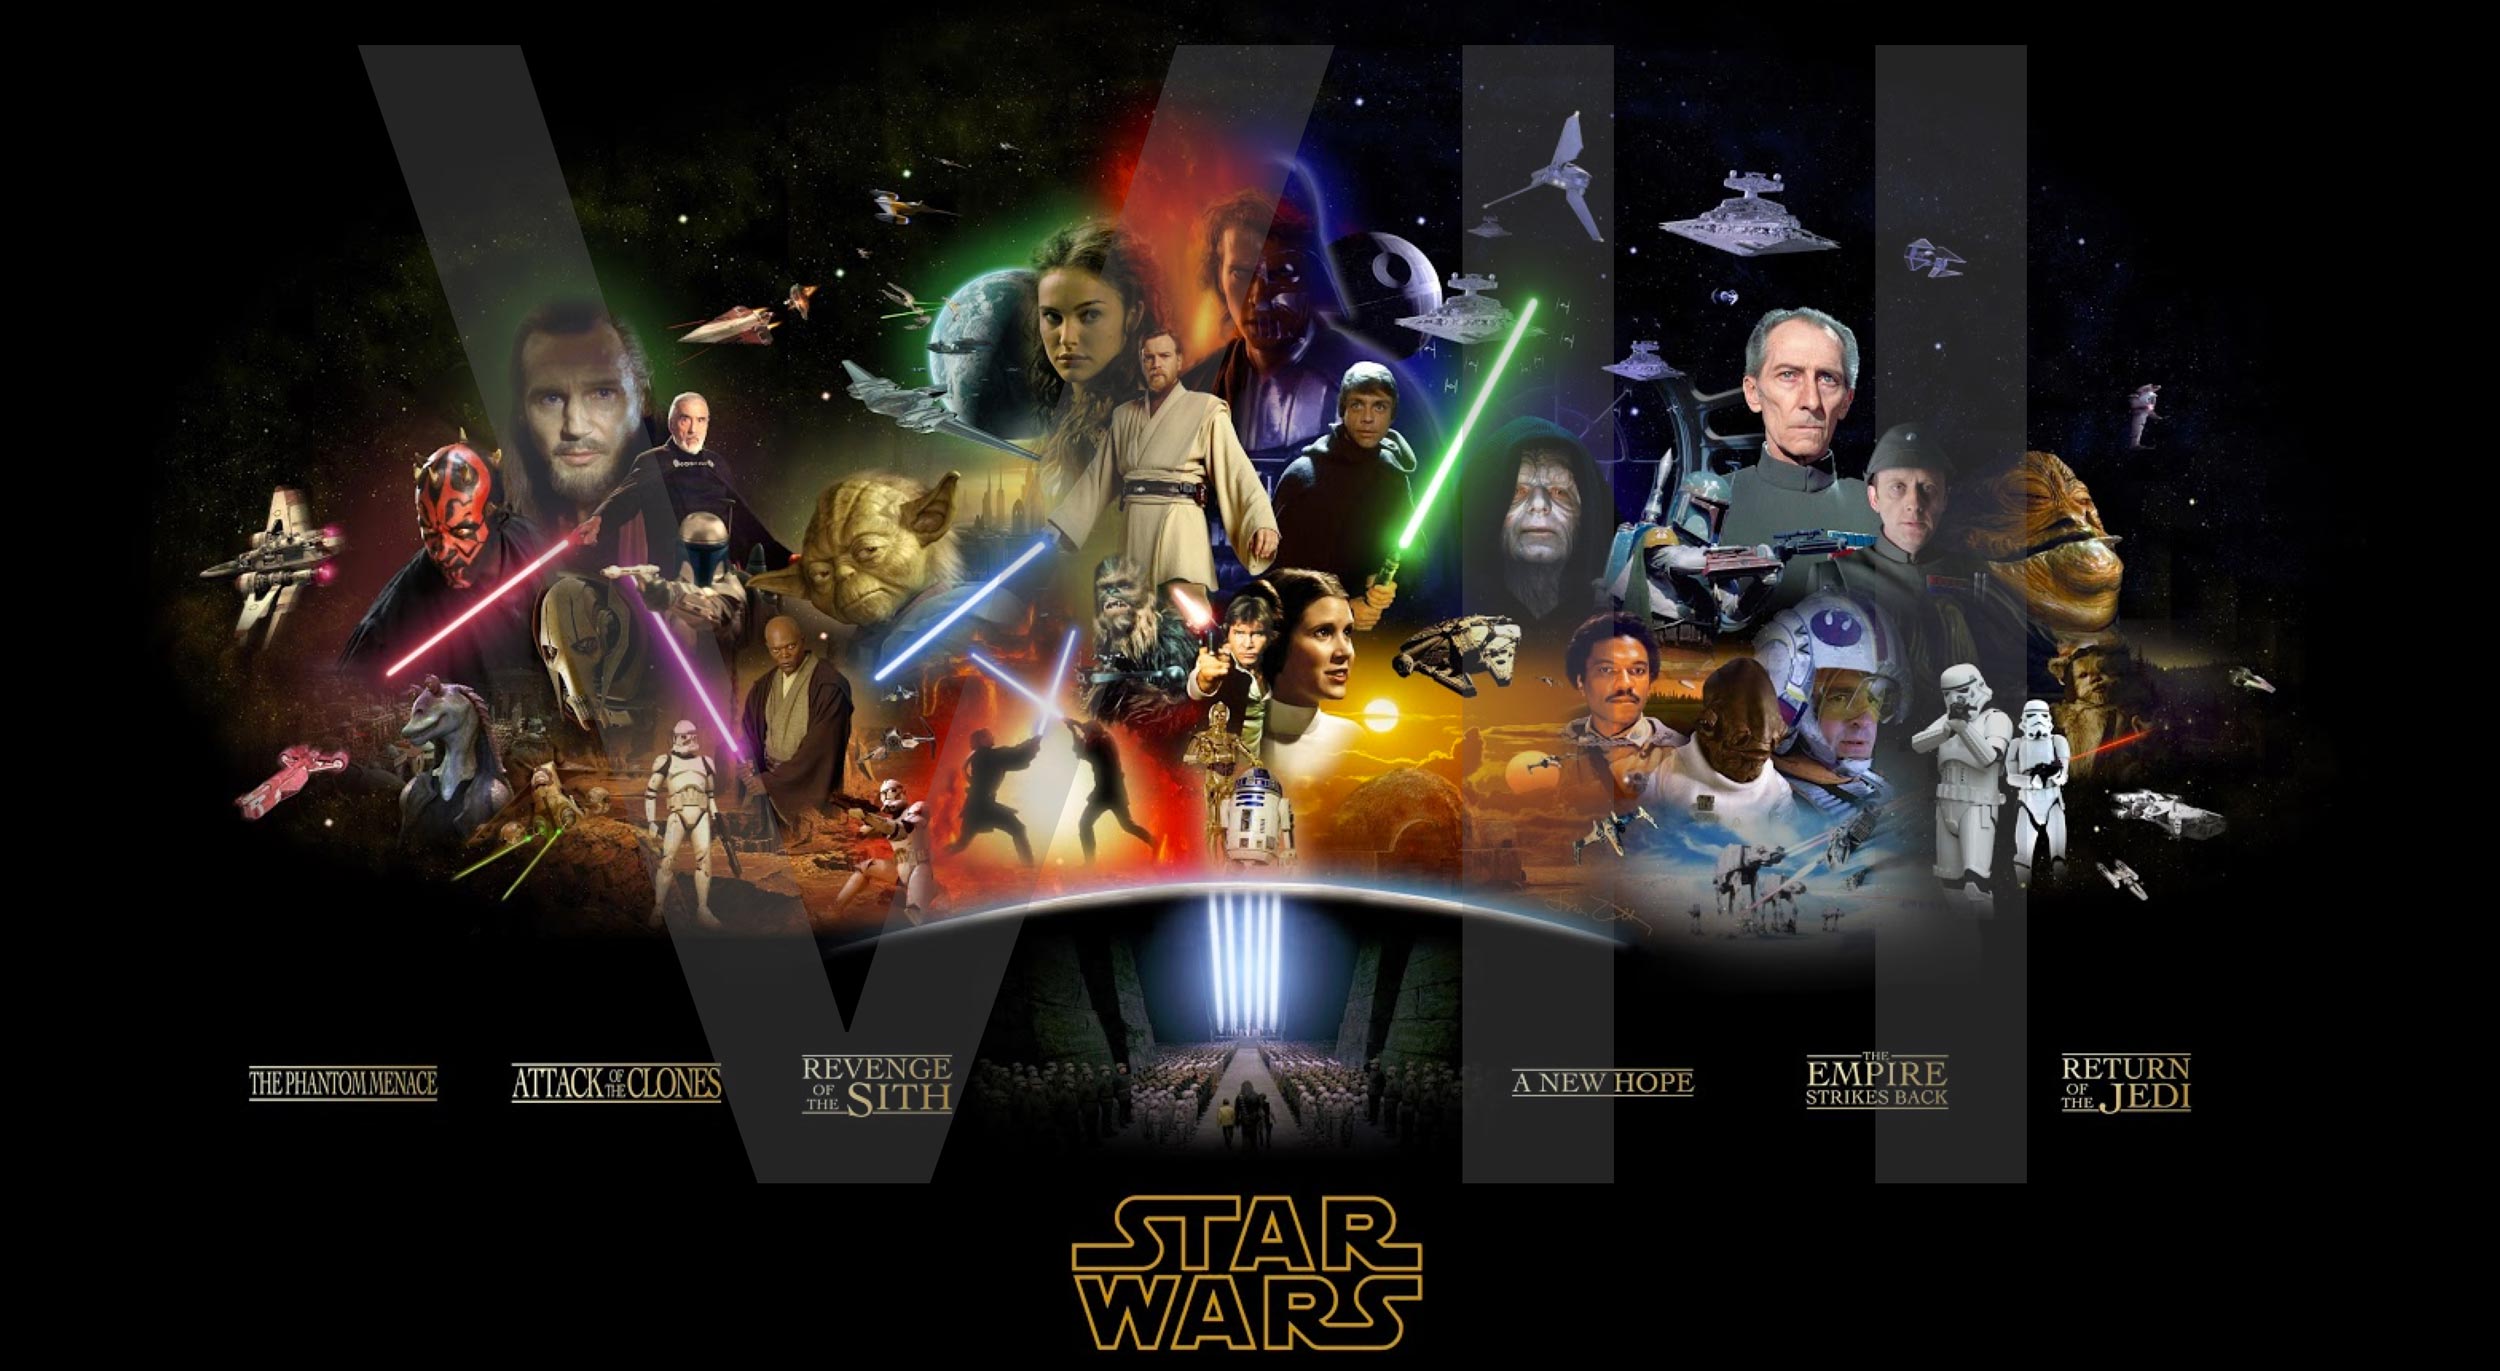 VII
THE PHANTOM MENACE
ATTACK OF THE CLONES
REVENGE
OF THE SITH
A NEW HOPE
THE
EMPIRE
STRIKES BACK
RETURN
OF THE JEDI
STAR
WARS